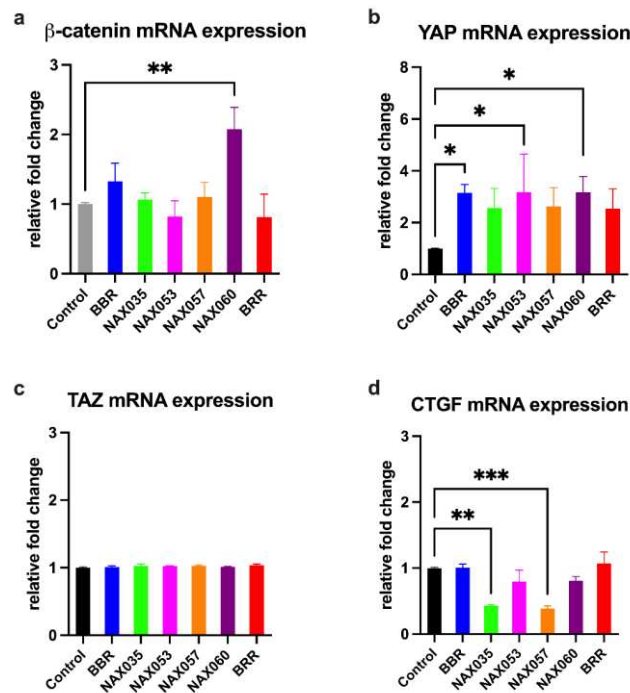 a
β-catenin mRNA expression
relative fold change
3
2
1
0
**
Control
BBR
NAX035
NAX053
NAX057
NAX060
BRR
b
YAP mRNA expression
relative fold change
8
6
4
2
0
*
*
*
Control
BBR
NAX035
NAX053
NAX057
NAX060
BRR
c
TAZ mRNA expression
relative fold change
3
2
1
0
Control
BBR
NAX035
NAX053
NAX057
NAX060
BRR
d
CTGF mRNA expression
relative fold change
3
2
1
0
***
**
Control
BBR
NAX035
NAX053
NAX057
NAX060
BRR